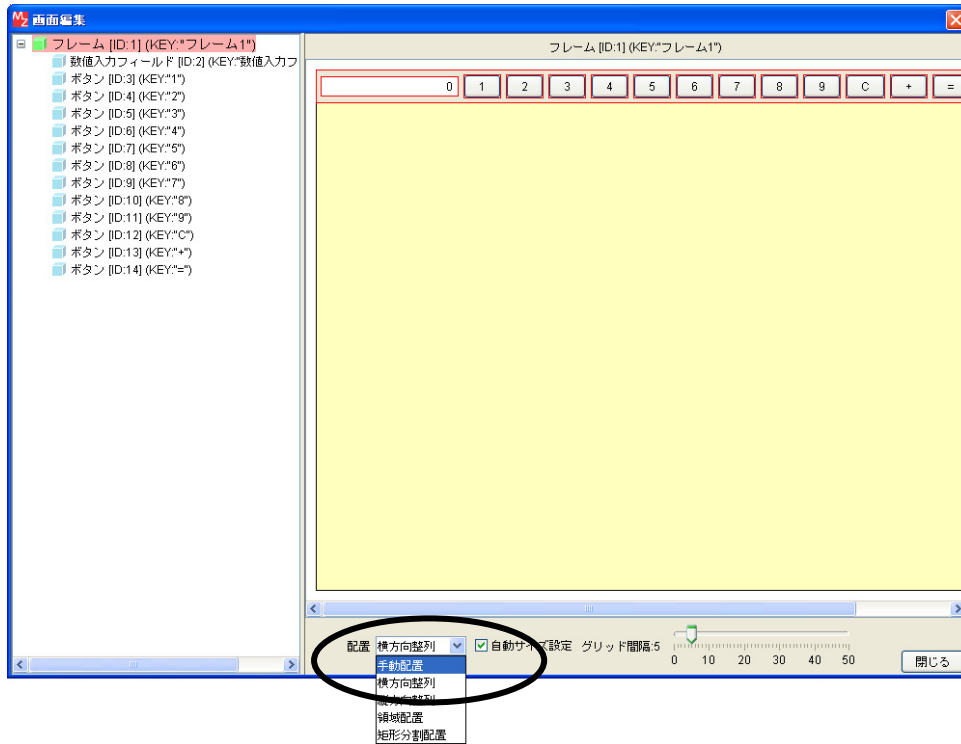 画面編集
フレーム [ID:1] (KEY:"フレーム1")
数値入力フィールド [ID:2] (KEY:"数値入力フ
ボタン [ID:3] (KEY:"1")
ボタン [ID:4] (KEY:"2")
ボタン [ID:5] (KEY:"3")
ボタン [ID:6] (KEY:"4")
ボタン [ID:7] (KEY:"5")
ボタン [ID:8] (KEY:"6")
ボタン [ID:9] (KEY:"7")
ボタン [ID:10] (KEY:"8")
ボタン [ID:11] (KEY:"9")
ボタン [ID:12] (KEY:"C")
ボタン [ID:13] (KEY:"+")
ボタン [ID:14] (KEY:"=")
フレーム [ID:1] (KEY:"フレーム1")
0 1 2 3 4 5 6 7 8 9 C + =
配置 横方向整列 自動サイズ設定 グリッド間隔:5
0 10 20 30 40 50
閉じる
手動配置
横方向整列
縦方向整列
領域配置
矩形分割配置